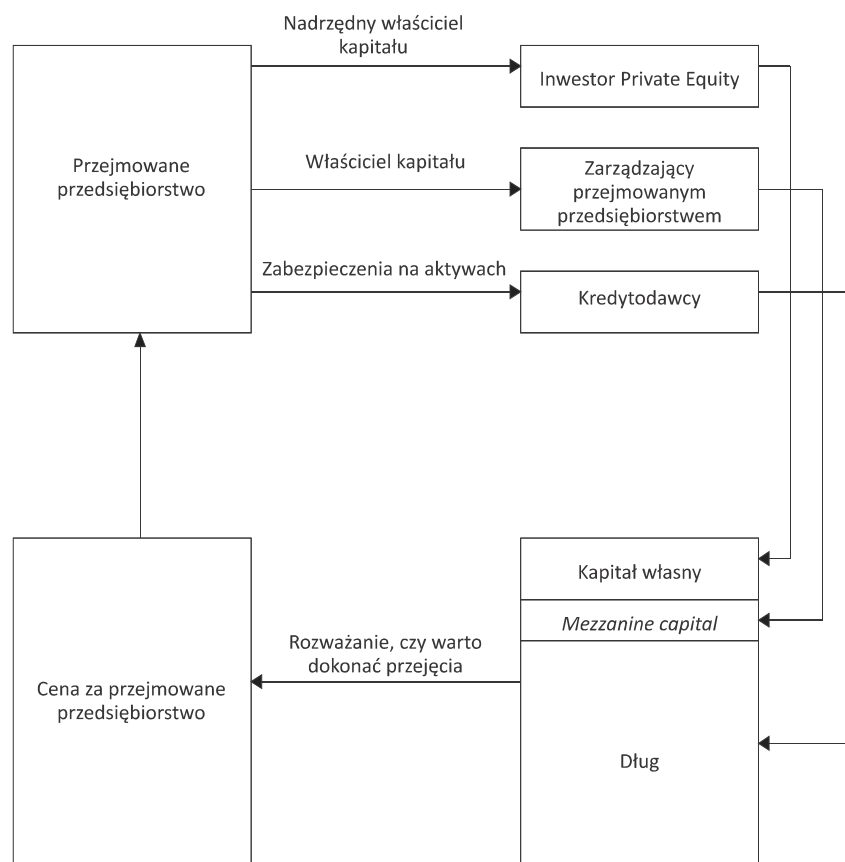 Nadrzędny właściciel
kapitału
Inwestor Private Equity
Przejmowane
przedsiębiorstwo
Właściciel kapitału
Zarządzający
przejmowanym
przedsiębiorstwem
Zabezpieczenia na aktywach
Kredytodawcy
Kapitał własny
Mezzanine capital
Rozważanie, czy warto
dokonać przejęcia
Cena za przejmowane
przedsiębiorstwo
Dług